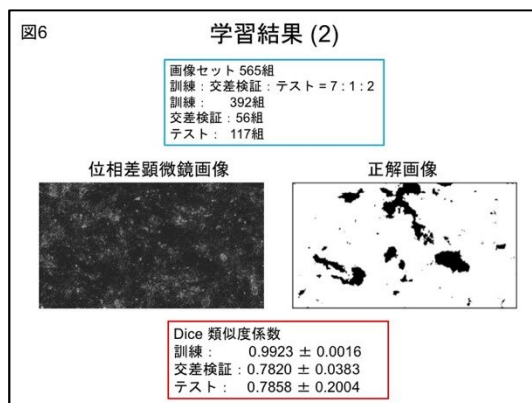 図6
学習結果 (2)
画像セット 565組
訓練：交差検証：テスト = 7 : 1 : 2
訓練：　 392組
交差検証：56組
テスト： 117組
位相差顕微鏡画像
正解画像
Dice 類似度係数
訓練：　　 0.9923 ± 0.0016
交差検証：0.7820 ± 0.0383
テスト：　0.7858 ± 0.2004